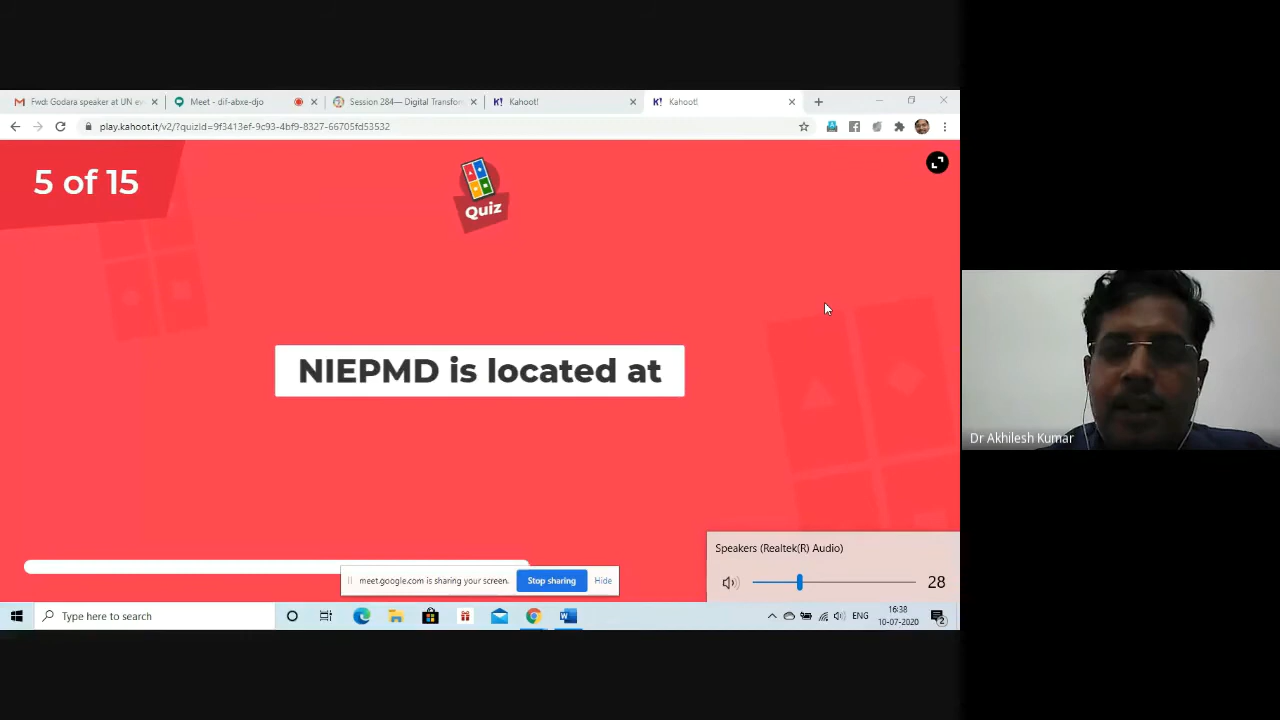 Fwd: Godara speaker at UN ev
Meet - dif-abxe-djo
Session 284— Digital Transfor
Kahoot!
Kahoot!
play.kahoot.it/v2/?quizId=9f3413ef-9c93-4bf9-8327-66705fd53532
5 of 15
Quiz
NIEPMD is located at
Dr Akhilesh Kumar
Speakers (Realtek(R) Audio)
28
meet.google.com is sharing your screen.
Stop sharing
Hide
Type here to search
ENG
16:38
10-07-2020
2